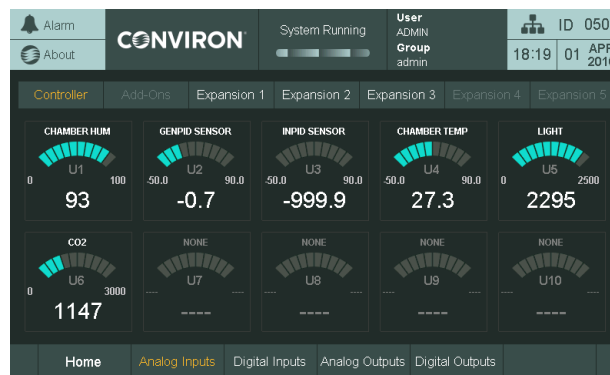 Alarm
About
CONVIRON
System Running
User
ADMIN
Group
admin
ID 050
18:19
01
APR
2016
Controller Add-Ons Expansion 1 Expansion 2 Expansion 3 Expansion 4 Expansion 5
CHAMBER HUM
U1
0 100
93
GENPID SENSOR
U2
-50.0 90.0
-0.7
INPID SENSOR
U3
-50.0 90.0
-999.9
CHAMBER TEMP
U4
-50.0 90.0
27.3
LIGHT
U5
0 2500
2295
CO2
U6
0 3000
1147
NONE
U7
---- ----
----
NONE
U8
---- ----
----
NONE
U9
---- ----
----
NONE
U10
---- ----
----
Home Analog Inputs Digital Inputs Analog Outputs Digital Outputs